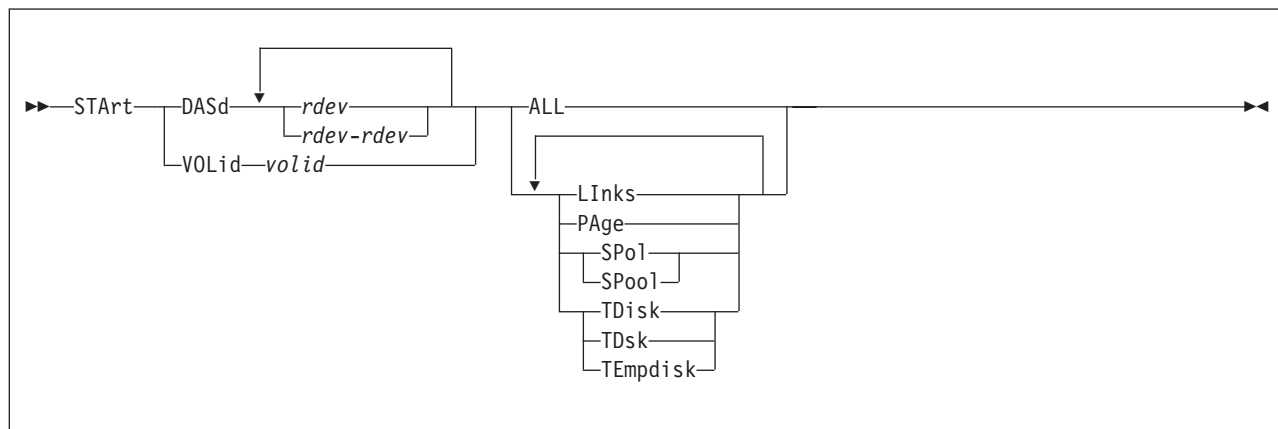 STArt DASd rdev ALL
rdev-rdev
VOLid volid
LInks
PAge
SPol
SPool
TDisk
TDsk
TEmpdisk